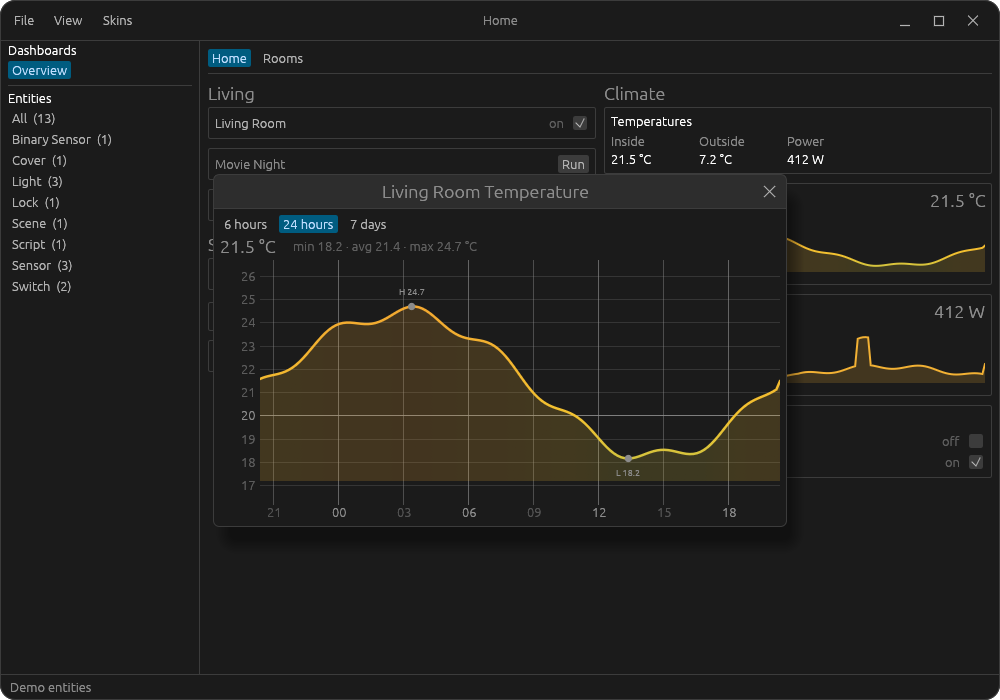 File View Skins
Home
Dashboards
Overview
Entities
All (13)
Binary Sensor (1)
Cover (1)
Light (3)
Lock (1)
Scene (1)
Script (1)
Sensor (3)
Switch (2)
Home Rooms
Living
Living Room on
Movie Night Run
Climate
Temperatures
Inside Outside Power
21.5 °C 7.2 °C 412 W
21.5 °C
412 W
off
on
Living Room Temperature
6 hours 24 hours 7 days
21.5 °C min 18.2 · avg 21.4 · max 24.7 °C
26
25
24
23
22
21
20
19
18
17
H 24.7
L 18.2
21 00 03 06 09 12 15 18
Demo entities